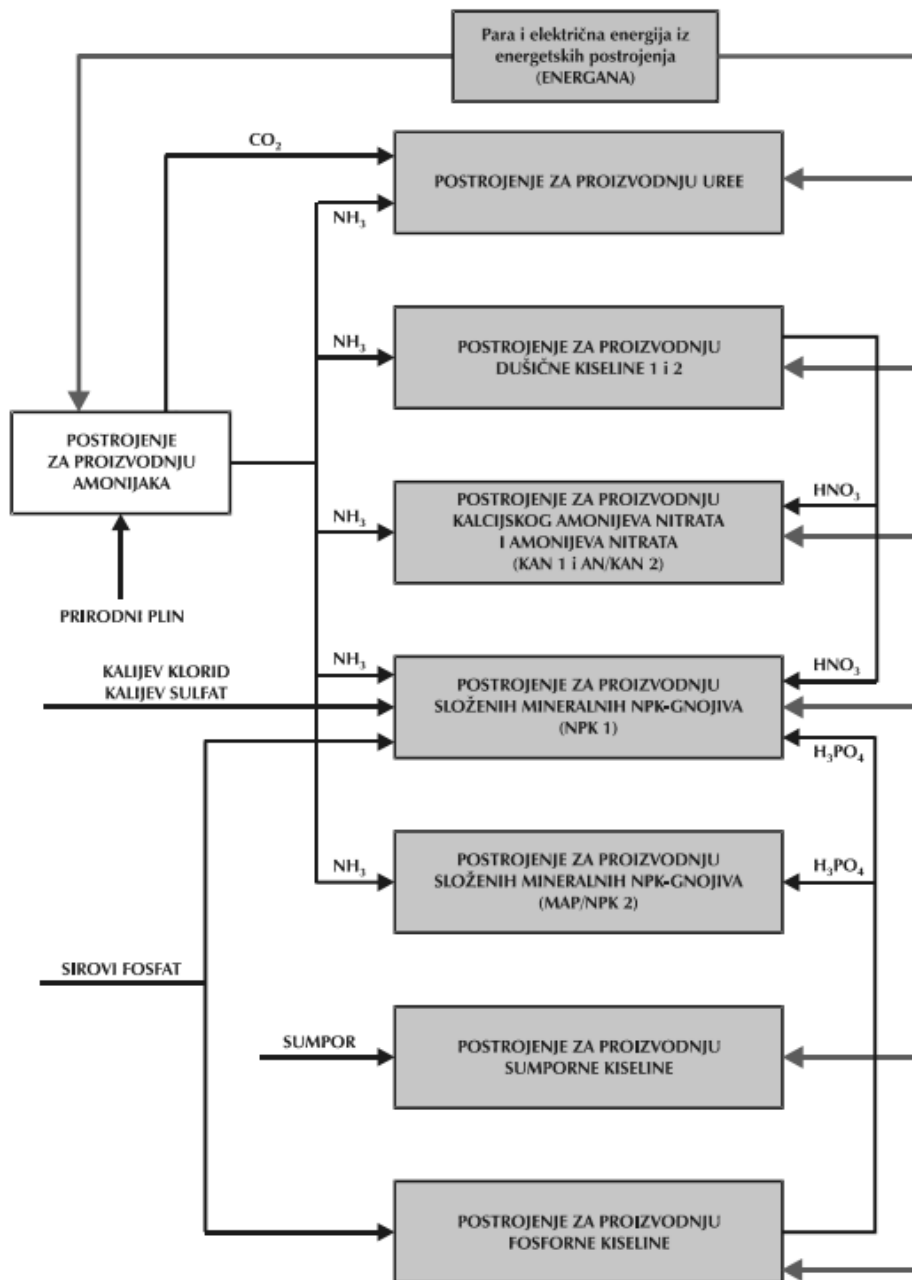 Para i električna energija iz
energetskih postrojenja
(ENERGANA)
CO₂
POSTROJENJE ZA PROIZVODNJU UREE
NH₃
NH₃
POSTROJENJE ZA PROIZVODNJU
DUŠIČNE KISELINE 1 i 2
POSTROJENJE
ZA PROIZVODNJU
AMONIJAKA
NH₃
POSTROJENJE ZA PROIZVODNJU
KALCIJSKOG AMONIJEVA NITRATA
I AMONIJEVA NITRATA
(KAN 1 i AN/KAN 2)
HNO₃
PRIRODNI PLIN
KALIJEV KLORID
KALIJEV SULFAT
NH₃
POSTROJENJE ZA PROIZVODNJU
SLOŽENIH MINERALNIH NPK-GNOJIVA
(NPK 1)
HNO₃
H₃PO₄
NH₃
POSTROJENJE ZA PROIZVODNJU
SLOŽENIH MINERALNIH NPK-GNOJIVA
(MAP/NPK 2)
H₃PO₄
SIROVI FOSFAT
SUMPOR
POSTROJENJE ZA PROIZVODNJU
SUMPORNE KISELINE
POSTROJENJE ZA PROIZVODNJU
FOSFORNE KISELINE